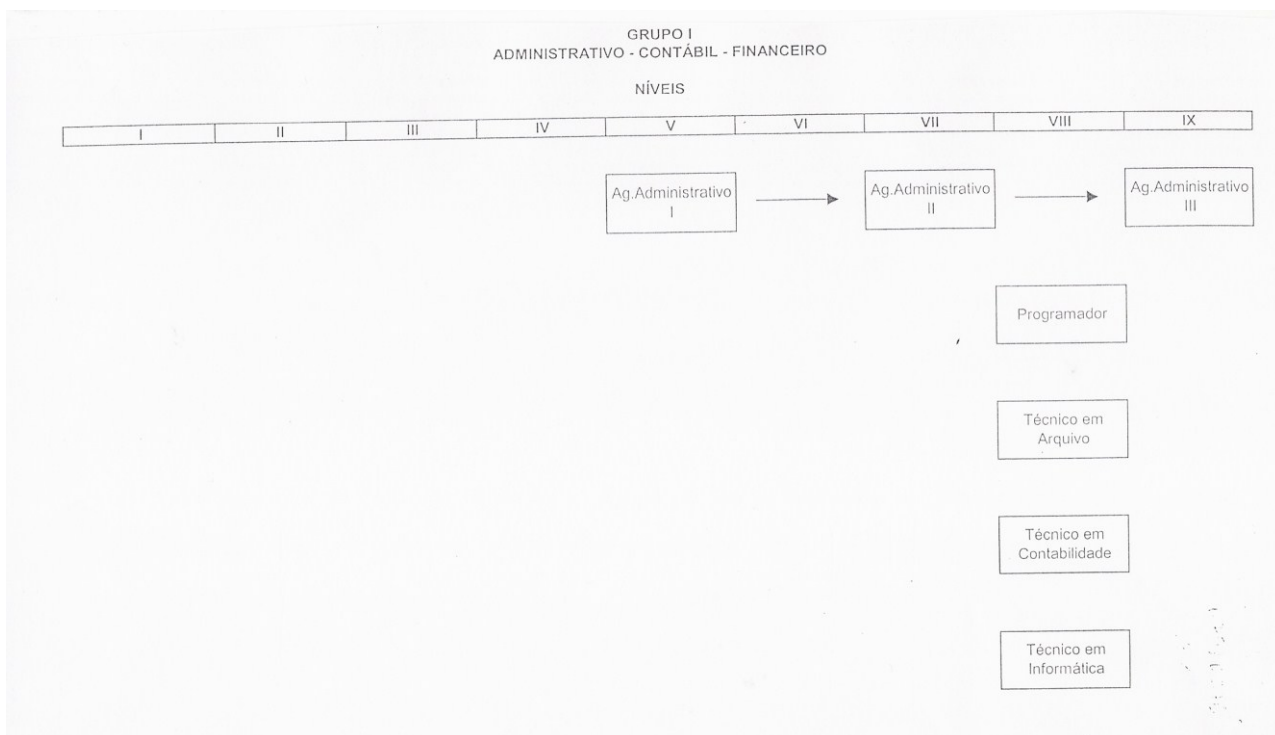 GRUPO I
ADMINISTRATIVO - CONTÁBIL - FINANCEIRO
NÍVEIS
I II III IV V VI VII VIII IX
Ag.Administrativo
I
Ag.Administrativo
II
Ag.Administrativo
III
Programador
Técnico em
Arquivo
Técnico em
Contabilidade
Técnico em
Informática